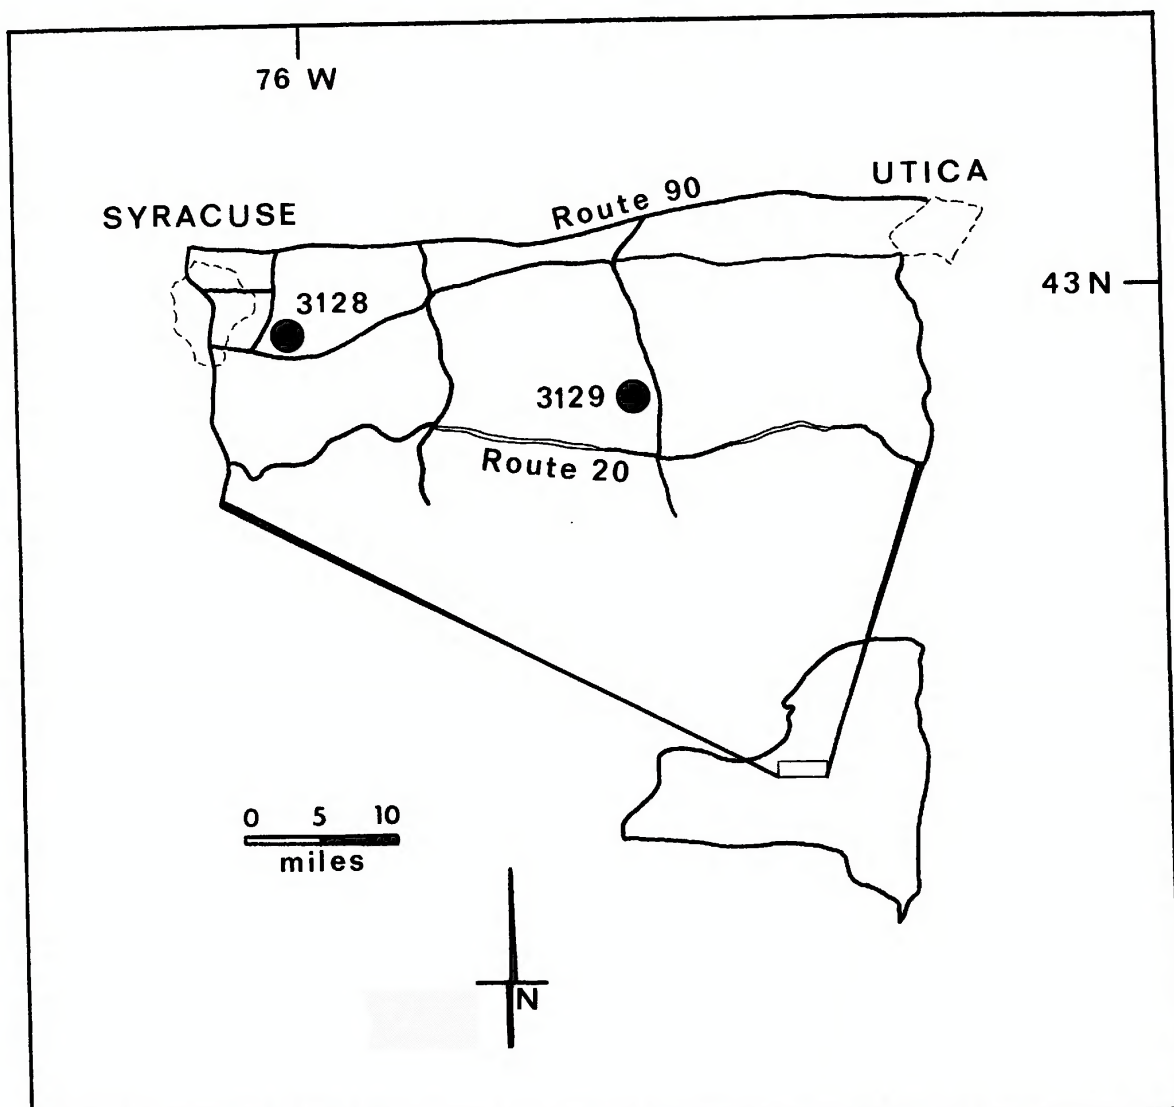 76 W
UTICA
Route 90
SYRACUSE
43 N
3128
3129
Route 20
0 5 10
miles
N